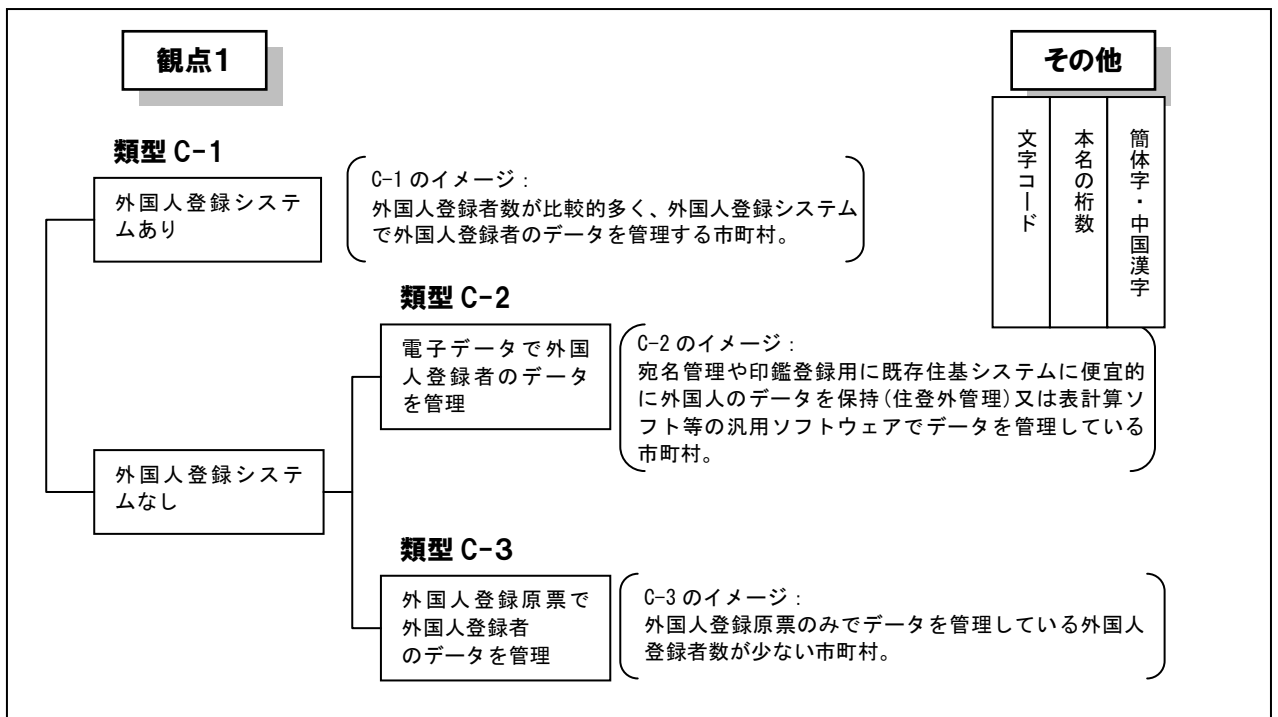 観点1
その他
文字コード
本名の桁数
簡体字・中国漢字
類型 C-1
外国人登録システ
ムあり
C-1 のイメージ：
外国人登録者数が比較的多く、外国人登録システム
で外国人登録者のデータを管理する市町村。
類型 C-2
電子データで外国
人登録者のデータ
を管理
C-2 のイメージ：
宛名管理や印鑑登録用に既存住基システムに便宜的
に外国人のデータを保持(住登外管理)又は表計算ソ
フト等の汎用ソフトウェアでデータを管理している
市町村。
外国人登録システ
ムなし
類型 C-3
外国人登録原票で
外国人登録者
のデータを管理
C-3 のイメージ：
外国人登録原票のみでデータを管理している外国人
登録者数が少ない市町村。